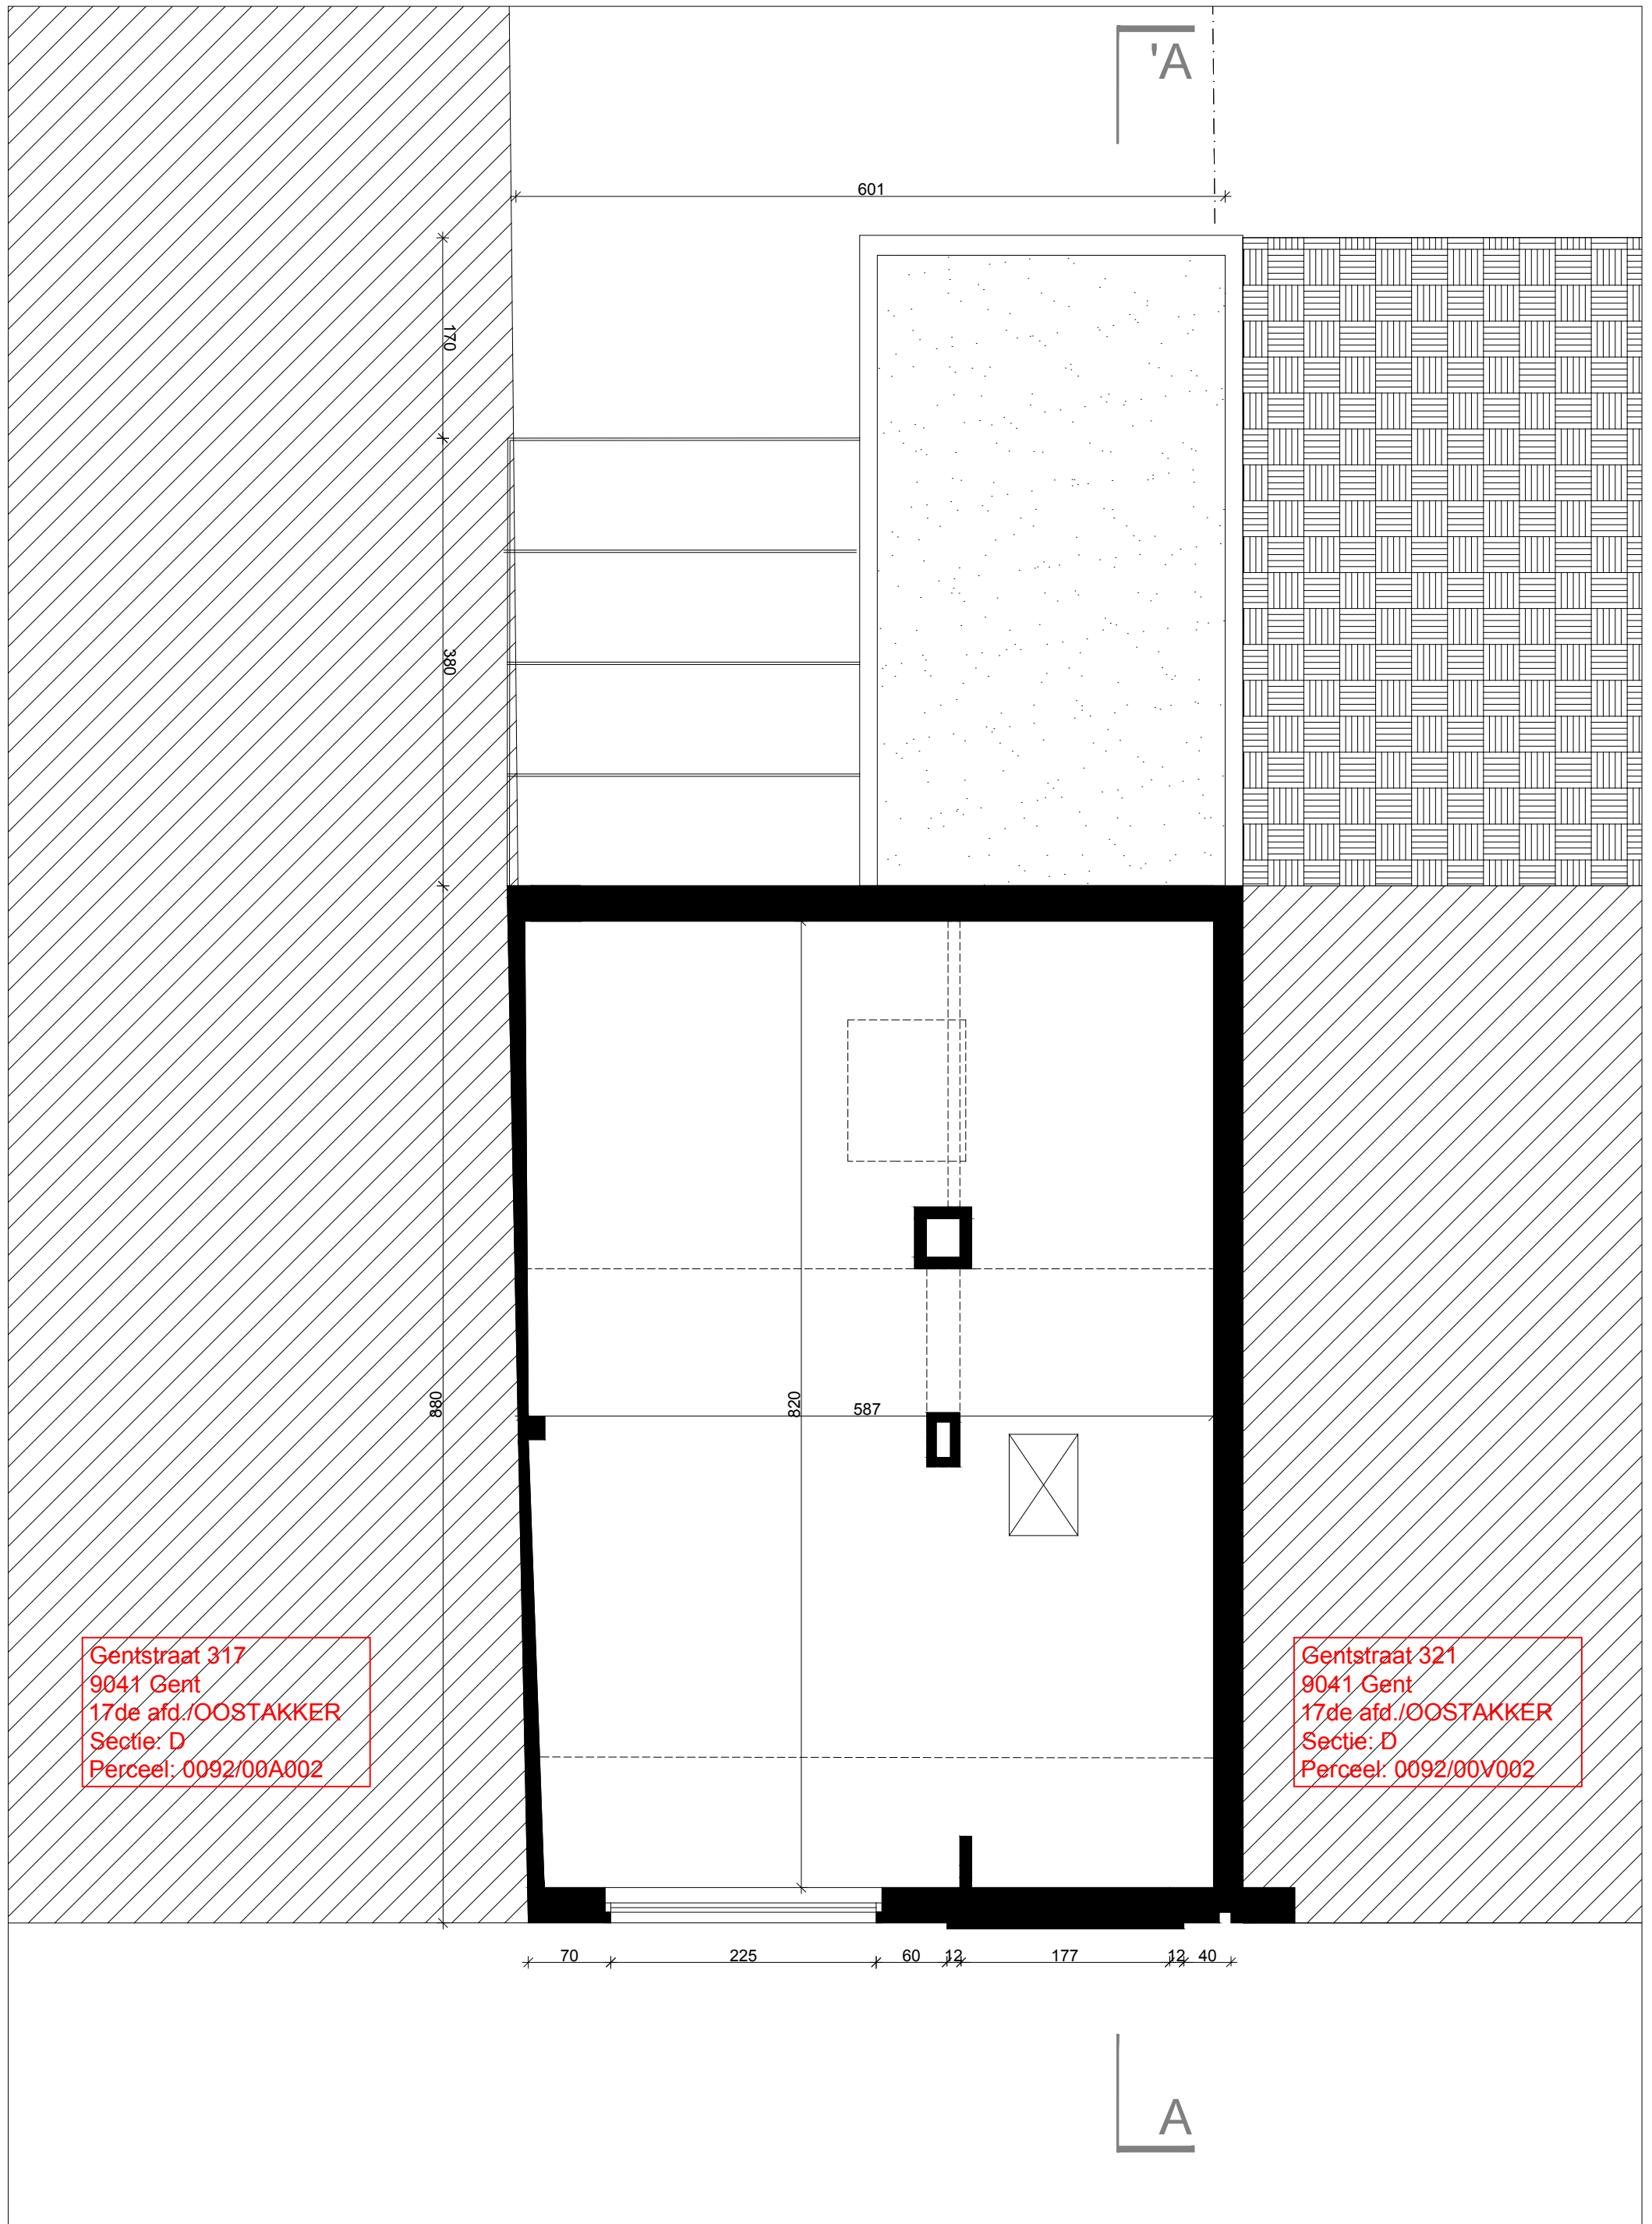 'A
601
170
380
880
820
587
Gentstraat 317
9041 Gent
17de afd./OOSTAKKER
Sectie: D
Perceel: 0092/00A002
Gentstraat 321
9041 Gent
17de afd./OOSTAKKER
Sectie: D
Perceel: 0092/00V002
70 225 60 12 177 12 40
A